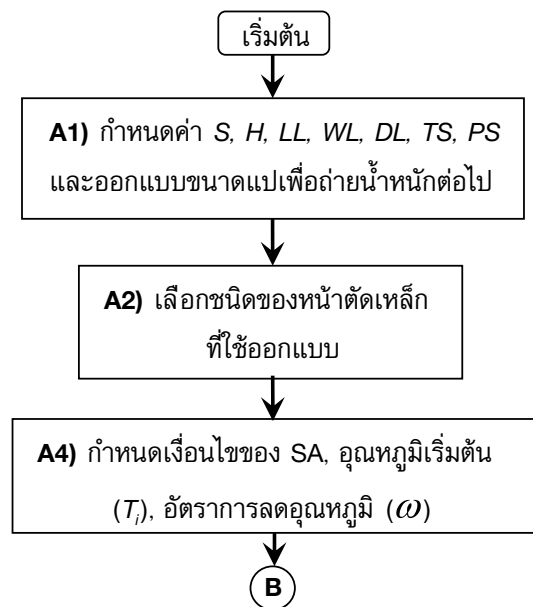 เริ่มต้น
A1) กำหนดค่า S, H, LL, WL, DL, TS, PS
และออกแบบขนาดแปเพื่อถ่ายน้ำหนักต่อไป
A2) เลือกชนิดของหน้าตัดเหล็ก
ที่ใช้ออกแบบ
A4) กำหนดเงื่อนไขของ SA, อุณหภูมิเริ่มต้น
(Ti), อัตราการลดอุณหภูมิ (ω)
B